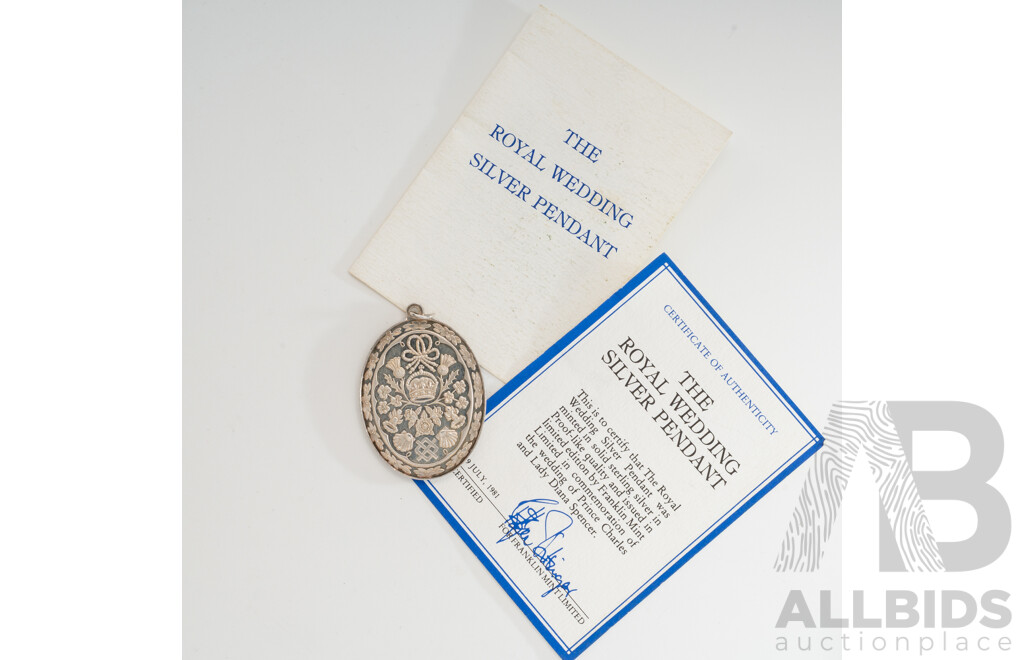 THE
ROYAL WEDDING
SILVER PENDANT
CERTIFICATE OF AUTHENTICITY
THE
ROYAL WEDDING
SILVER PENDANT
This is to certify that The Royal
Wedding Silver Pendant was
minted in solid sterling silver in
Proof-like quality and issued in
limited edition by Franklin Mint
Limited in commemoration of
the wedding of Prince Charles
and Lady Diana Spencer.
9 JULY, 1981
CERTIFIED
FOR FRANKLIN MINT LIMITED
AB
ALLBIDS
auctionplace